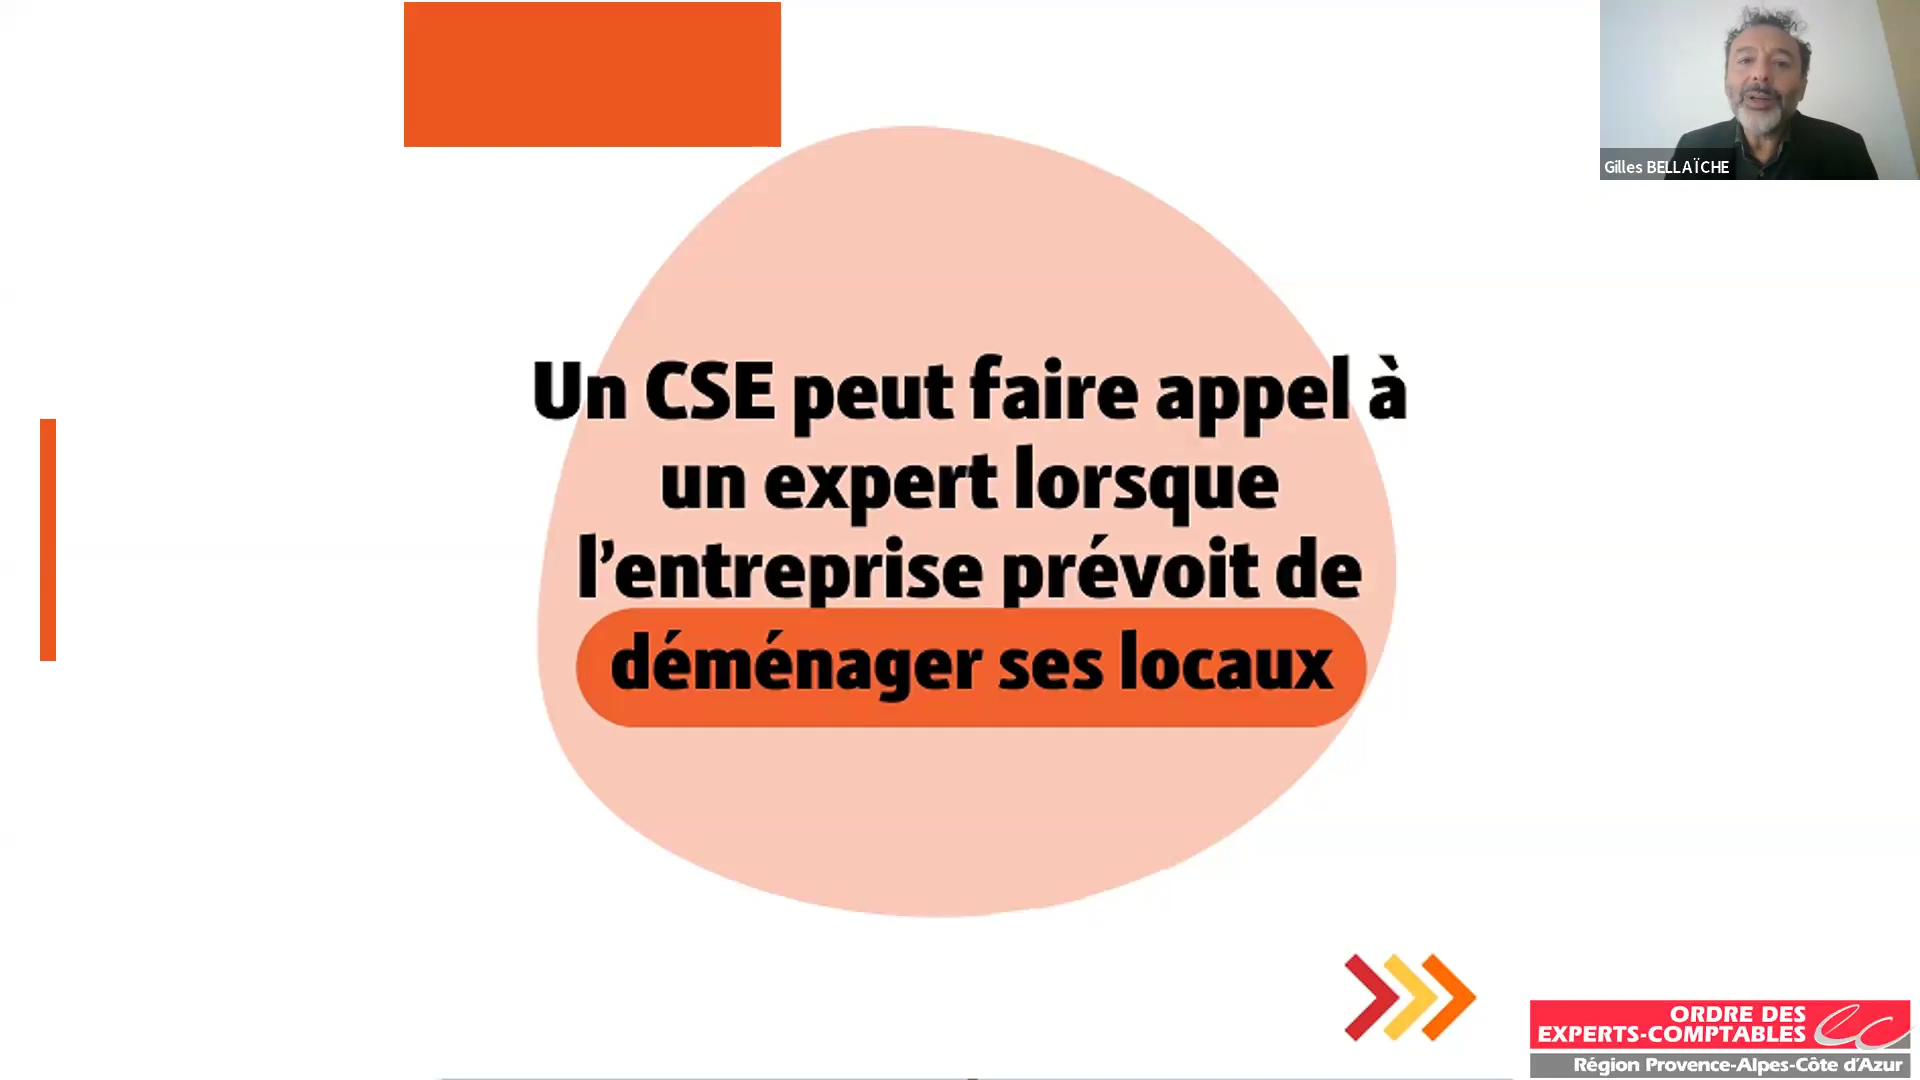 Gilles BELLAÏCHE
Un CSE peut faire appel à
un expert lorsque
l’entreprise prévoit de
déménager ses locaux
ORDRE DES
EXPERTS-COMPTABLES
Région Provence-Alpes-Côte d’Azur